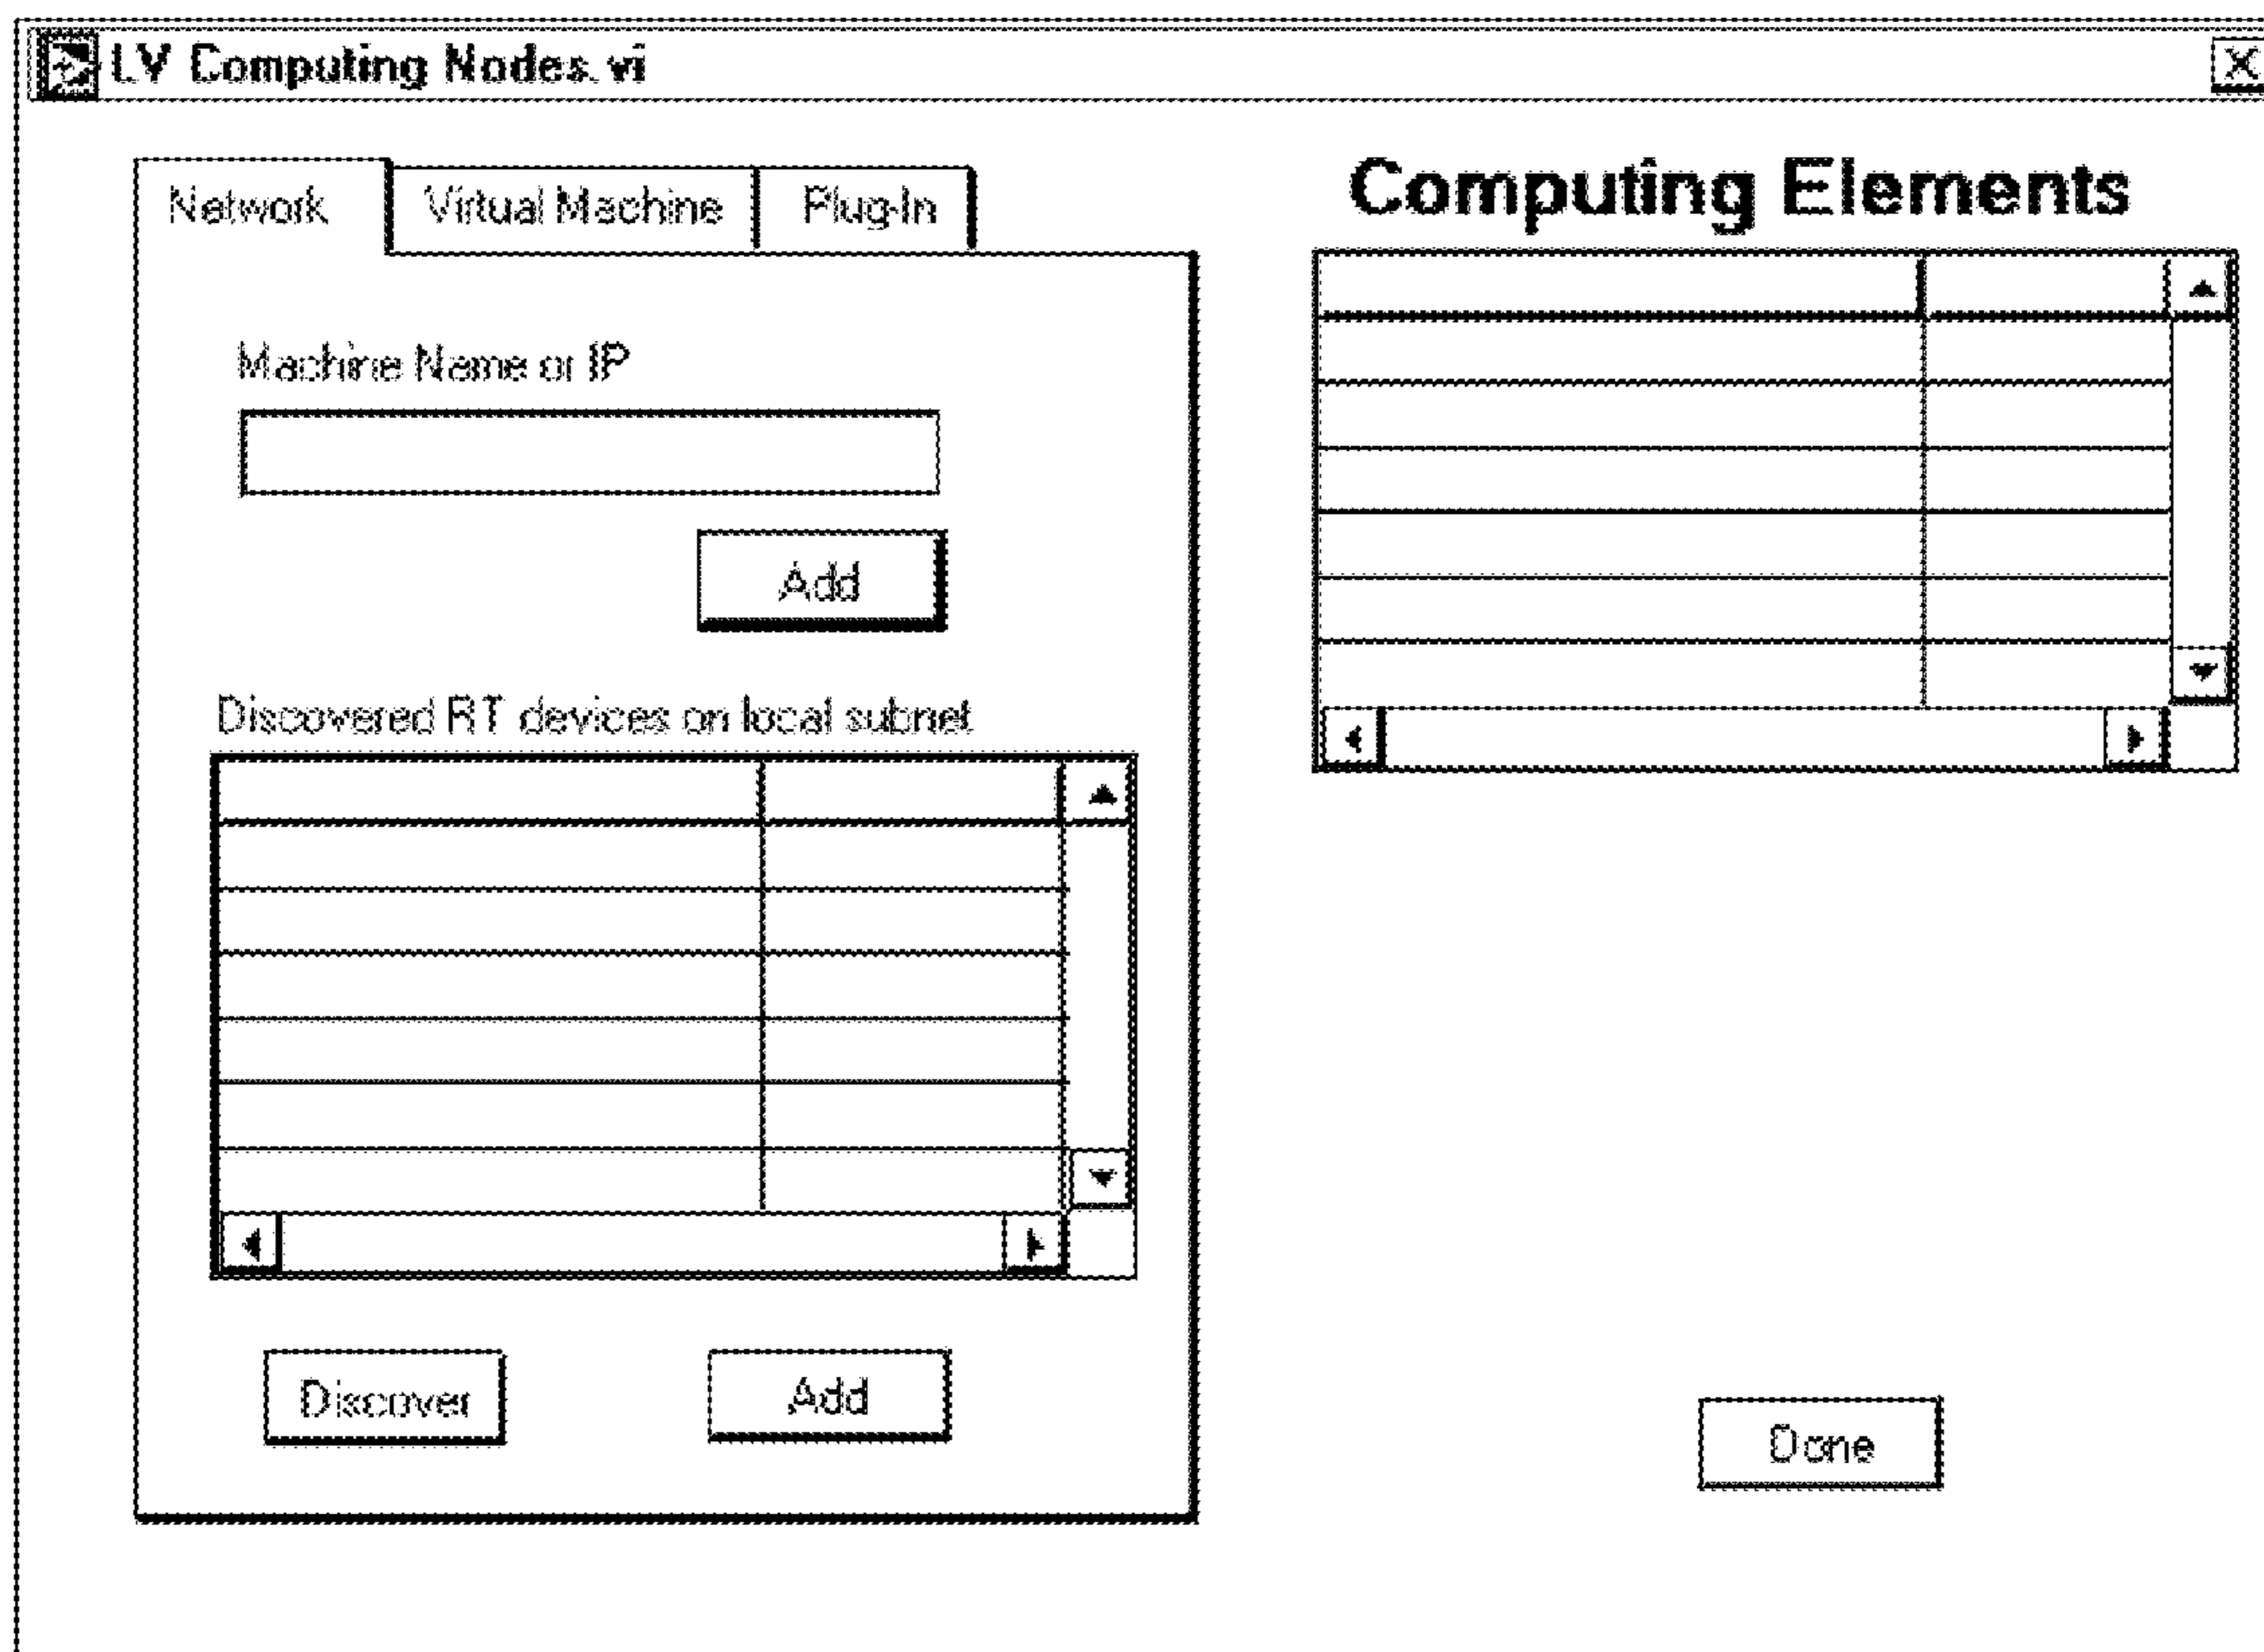 LV Computing Nodes.vi
Network Virtual Machine Plug-In
Machine Name or IP
Add
Discovered RT devices on local subnet
Discover Add
Computing Elements
Done